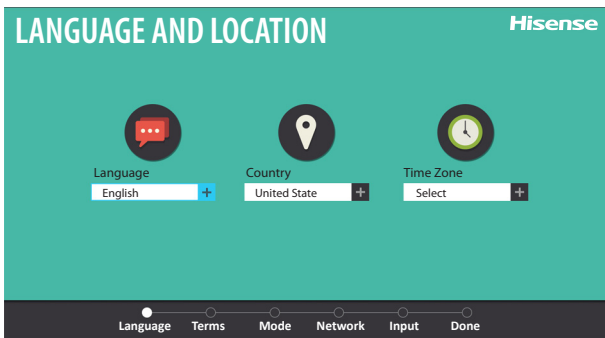 LANGUAGE AND LOCATION
Hisense
Language Country Time Zone
English + United State + Select +
Language Terms Mode Network Input Done